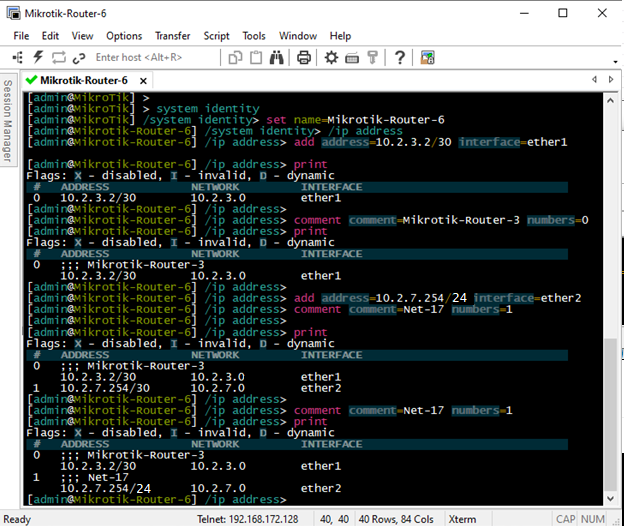 Mikrotik-Router-6
File Edit View Options Transfer Script Tools Window Help
Enter host <Alt+R>
Session Manager
Mikrotik-Router-6
[admin@MikroTik] >
[admin@MikroTik] > system identity
[admin@MikroTik] /system identity> set name=Mikrotik-Router-6
[admin@Mikrotik-Router-6] /system identity> /ip address
[admin@Mikrotik-Router-6] /ip address> add address=10.2.3.2/30 interface=ether1
[admin@Mikrotik-Router-6] /ip address> print
Flags: X - disabled, I - invalid, D - dynamic
# ADDRESS NETWORK INTERFACE
0 10.2.3.2/30 10.2.3.0 ether1
[admin@Mikrotik-Router-6] /ip address>
[admin@Mikrotik-Router-6] /ip address> comment comment=Mikrotik-Router-3 numbers=0
[admin@Mikrotik-Router-6] /ip address> print
Flags: X - disabled, I - invalid, D - dynamic
# ADDRESS NETWORK INTERFACE
0 ;;; Mikrotik-Router-3
10.2.3.2/30 10.2.3.0 ether1
[admin@Mikrotik-Router-6] /ip address>
[admin@Mikrotik-Router-6] /ip address> add address=10.2.7.254/24 interface=ether2
[admin@Mikrotik-Router-6] /ip address> comment comment=Net-17 numbers=1
[admin@Mikrotik-Router-6] /ip address>
[admin@Mikrotik-Router-6] /ip address> print
Flags: X - disabled, I - invalid, D - dynamic
# ADDRESS NETWORK INTERFACE
0 ;;; Mikrotik-Router-3
10.2.3.2/30 10.2.3.0 ether1
1 10.2.7.254/30 10.2.7.0 ether2
[admin@Mikrotik-Router-6] /ip address>
[admin@Mikrotik-Router-6] /ip address> comment comment=Net-17 numbers=1
[admin@Mikrotik-Router-6] /ip address> print
Flags: X - disabled, I - invalid, D - dynamic
# ADDRESS NETWORK INTERFACE
0 ;;; Mikrotik-Router-3
10.2.3.2/30 10.2.3.0 ether1
1 ;;; Net-17
10.2.7.254/24 10.2.7.0 ether2
[admin@Mikrotik-Router-6] /ip address>
Ready Telnet: 192.168.172.128 40, 40 40 Rows, 84 Cols Xterm CAP NUM